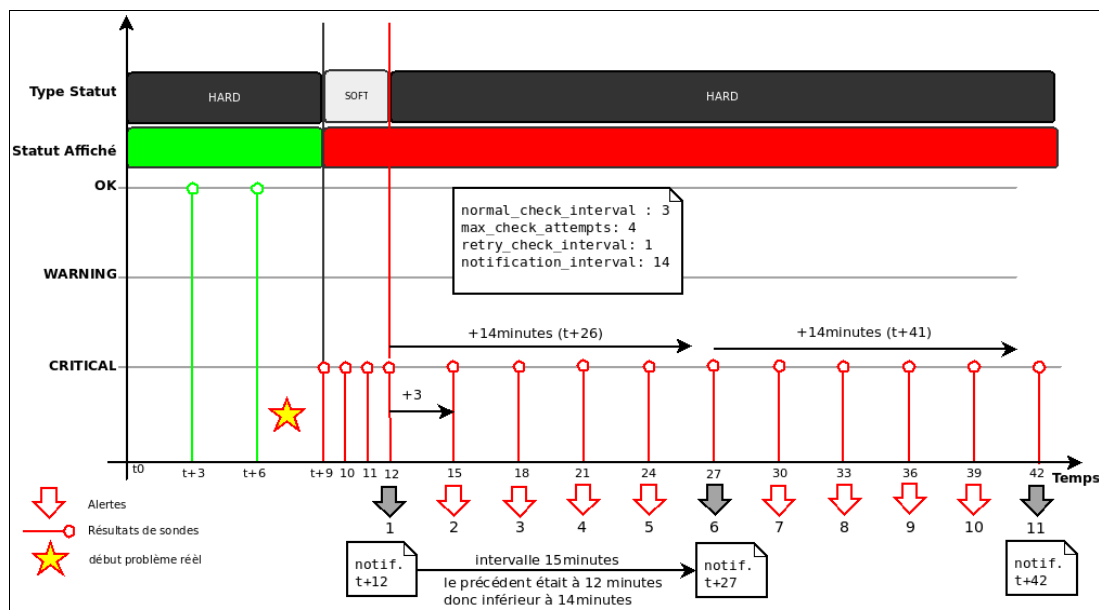 Type Statut
HARD
SOFT
HARD
Statut Affiché
OK
normal_check_interval : 3
max_check_attempts: 4
retry_check_interval: 1
notification_interval: 14
WARNING
+14minutes (t+26)
+14minutes (t+41)
CRITICAL
+3
t0
t+3
t+6
t+9
10
11
12
15
18
21
24
27
30
33
36
39
42
Temps
Alertes
Résultats de sondes
début problème réèl
1
2
3
4
5
6
7
8
9
10
11
notif.
t+12
intervalle 15minutes
le précédent était à 12 minutes
donc inférieur à 14minutes
notif.
t+27
notif.
t+42